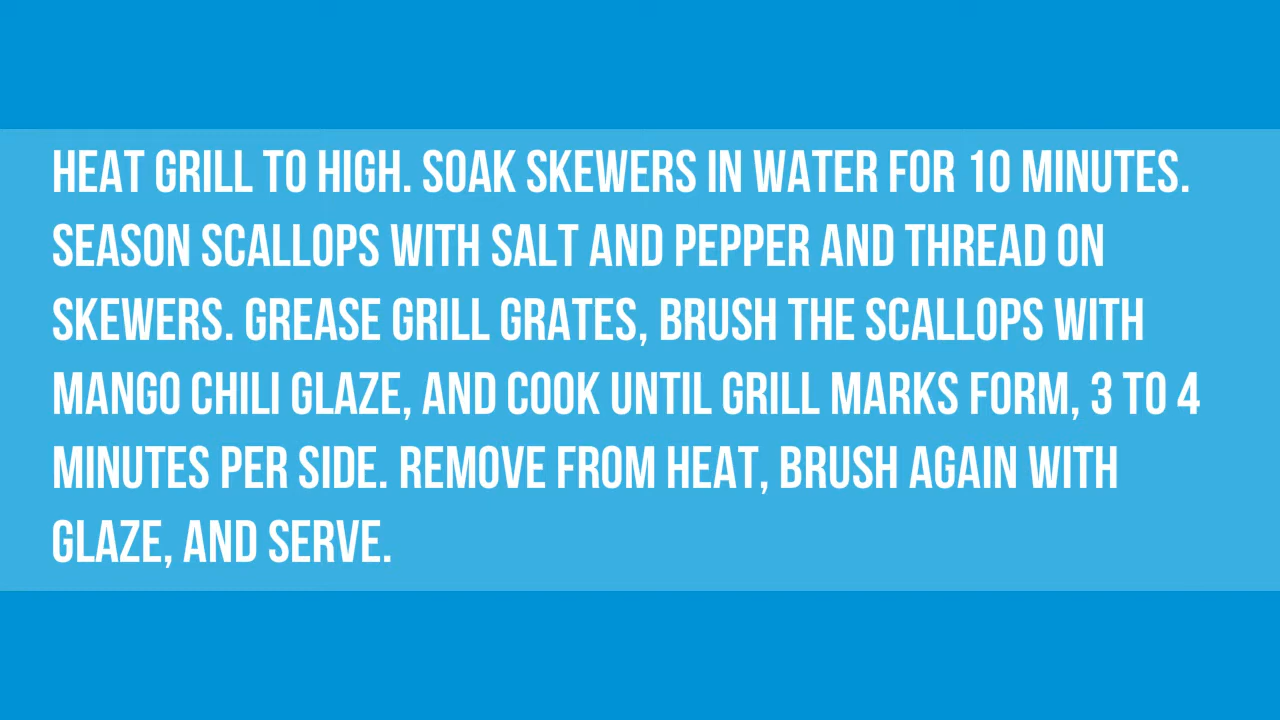 HEAT GRILL TO HIGH. SOAK SKEWERS IN WATER FOR 10 MINUTES.
SEASON SCALLOPS WITH SALT AND PEPPER AND THREAD ON
SKEWERS. GREASE GRILL GRATES, BRUSH THE SCALLOPS WITH
MANGO CHILI GLAZE, AND COOK UNTIL GRILL MARKS FORM, 3 TO 4
MINUTES PER SIDE. REMOVE FROM HEAT, BRUSH AGAIN WITH
GLAZE, AND SERVE.